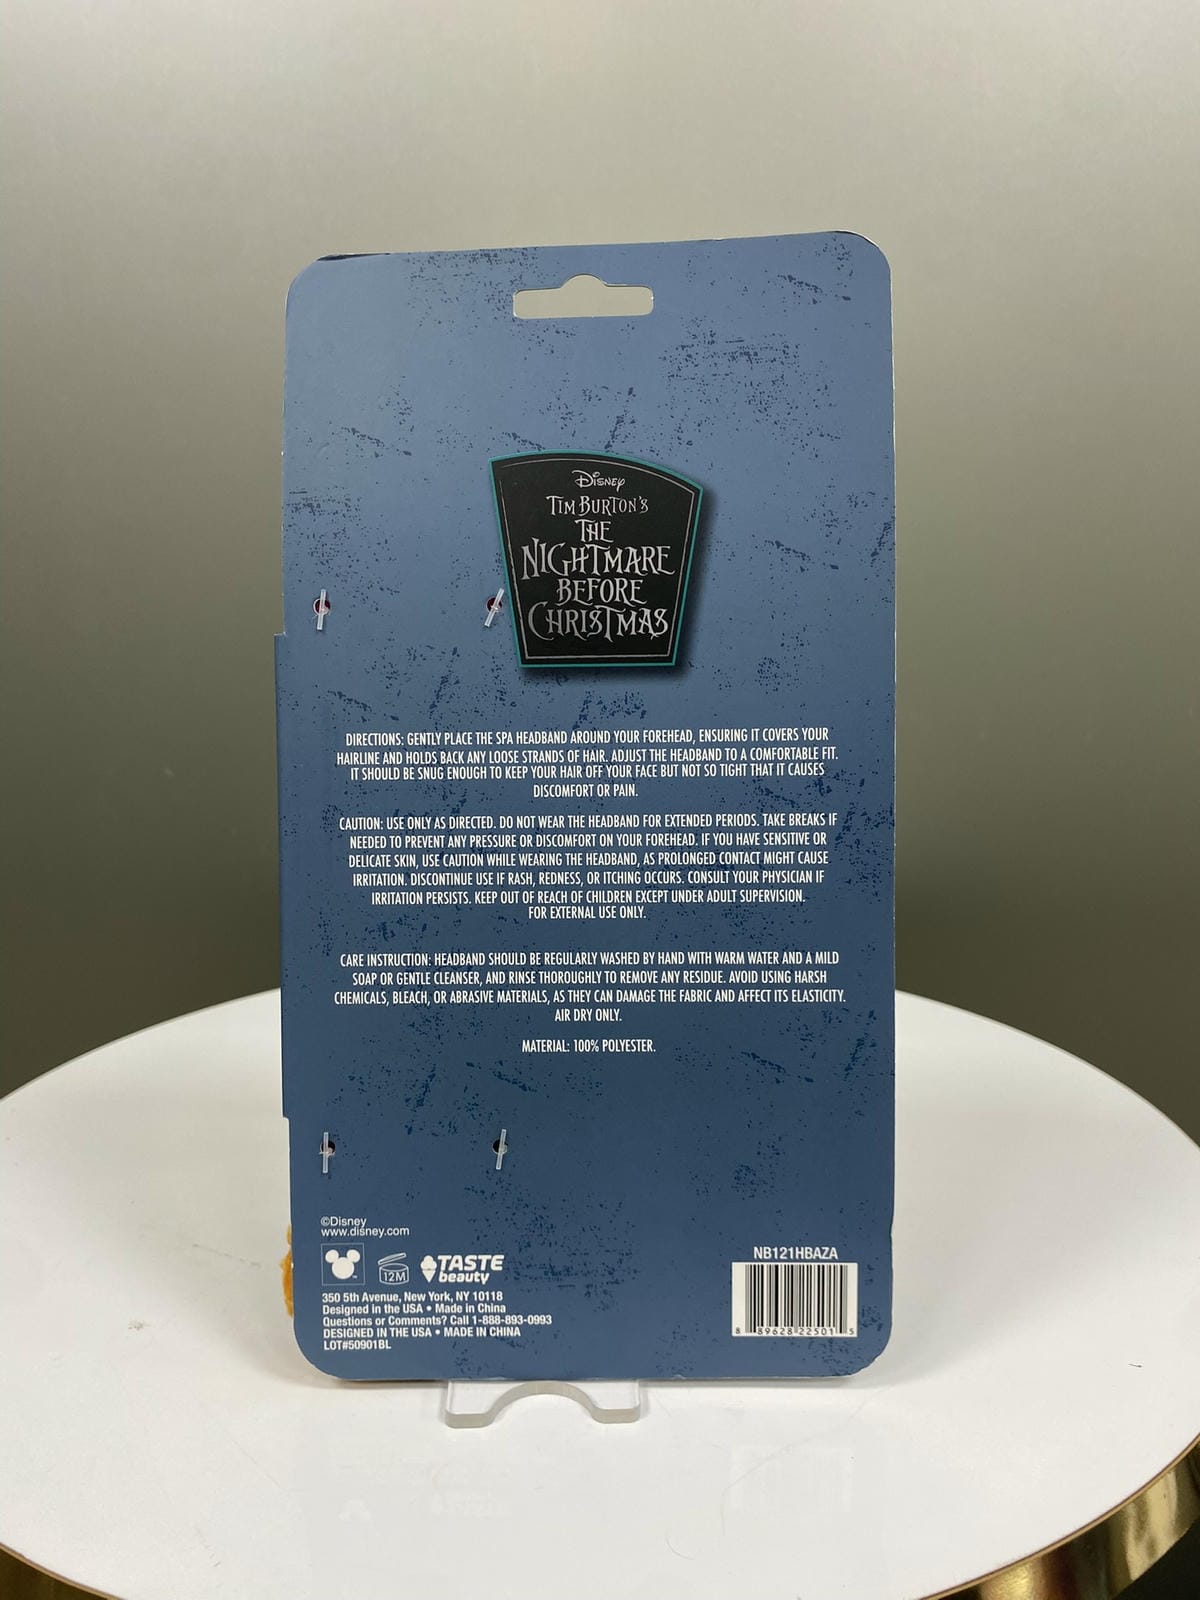 Disney
TIM BURTON'S
THE
NIGHTMARE
BEFORE
CHRISTMAS
DIRECTIONS: GENTLY PLACE THE SPA HEADBAND AROUND YOUR FOREHEAD, ENSURING IT COVERS YOUR
HAIRLINE AND HOLDS BACK ANY LOOSE STRANDS OF HAIR. ADJUST THE HEADBAND TO A COMFORTABLE FIT.
IT SHOULD BE SNUG ENOUGH TO KEEP YOUR HAIR OFF YOUR FACE BUT NOT SO TIGHT THAT IT CAUSES
DISCOMFORT OR PAIN.
CAUTION: USE ONLY AS DIRECTED. DO NOT WEAR THE HEADBAND FOR EXTENDED PERIODS. TAKE BREAKS IF
NEEDED TO PREVENT ANY PRESSURE OR DISCOMFORT ON YOUR FOREHEAD. IF YOU HAVE SENSITIVE OR
DELICATE SKIN, USE CAUTION WHILE WEARING THE HEADBAND, AS PROLONGED CONTACT MIGHT CAUSE
IRRITATION. DISCONTINUE USE IF RASH, REDNESS, OR ITCHING OCCURS. CONSULT YOUR PHYSICIAN IF
IRRITATION PERSISTS. KEEP OUT OF REACH OF CHILDREN EXCEPT UNDER ADULT SUPERVISION.
FOR EXTERNAL USE ONLY.
CARE INSTRUCTION: HEADBAND SHOULD BE REGULARLY WASHED BY HAND WITH WARM WATER AND A MILD
SOAP OR GENTLE CLEANSER, AND RINSE THOROUGHLY TO REMOVE ANY RESIDUE. AVOID USING HARSH
CHEMICALS, BLEACH, OR ABRASIVE MATERIALS, AS THEY CAN DAMAGE THE FABRIC AND AFFECT ITS ELASTICITY.
AIR DRY ONLY.
MATERIAL: 100% POLYESTER.
©Disney
www.disney.com
12M
TASTE
beauty
350 5th Avenue, New York, NY 10118
Designed in the USA • Made in China
Questions or Comments? Call 1-888-893-0993
DESIGNED IN THE USA • MADE IN CHINA
LOT#50901BL
NB121HBAZA
8 89628 22501 5